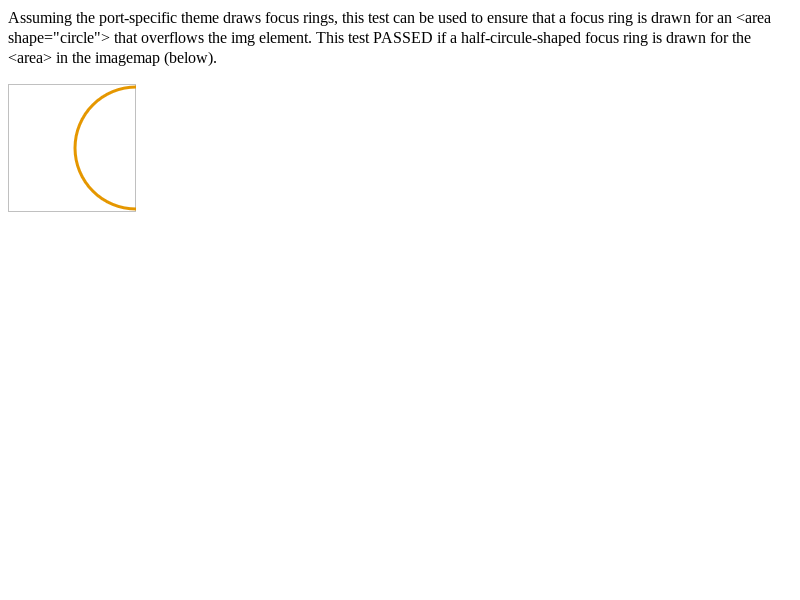 Assuming the port-specific theme draws focus rings, this test can be used to ensure that a focus ring is drawn for an <area
shape="circle"> that overflows the img element. This test PASSED if a half-circule-shaped focus ring is drawn for the
<area> in the imagemap (below).